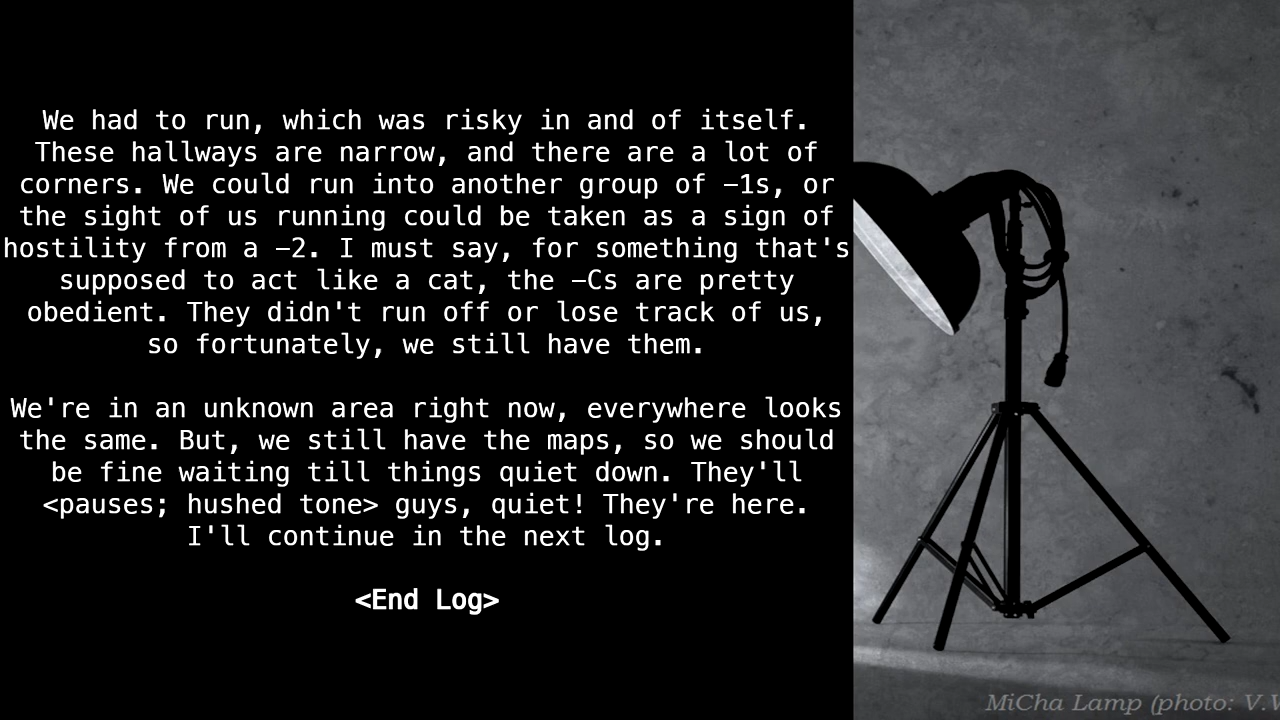 We had to run, which was risky in and of itself.
These hallways are narrow, and there are a lot of
corners. We could run into another group of –1s, or
the sight of us running could be taken as a sign of
hostility from a –2. I must say, for something that's
supposed to act like a cat, the –Cs are pretty
obedient. They didn't run off or lose track of us,
so fortunately, we still have them.
We're in an unknown area right now, everywhere looks
the same. But, we still have the maps, so we should
be fine waiting till things quiet down. They'll
<pauses; hushed tone> guys, quiet! They're here.
I'll continue in the next log.
<End Log>
MiCha Lamp (photo: V.V